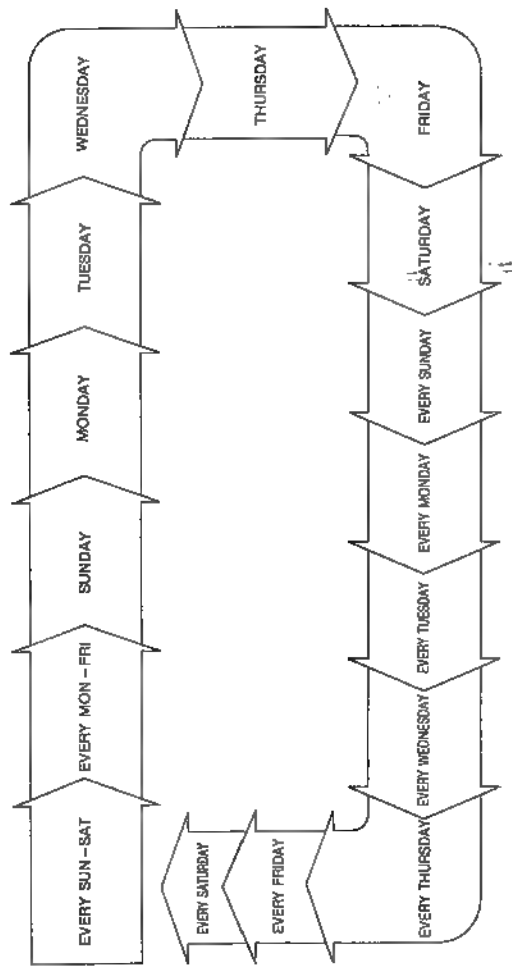 EVERY SUN – SAT
EVERY MON – FRI
SUNDAY
MONDAY
TUESDAY
WEDNESDAY
THURSDAY
FRIDAY
SATURDAY
EVERY SUNDAY
EVERY MONDAY
EVERY TUESDAY
EVERY WEDNESDAY
EVERY THURSDAY
EVERY FRIDAY
EVERY SATURDAY